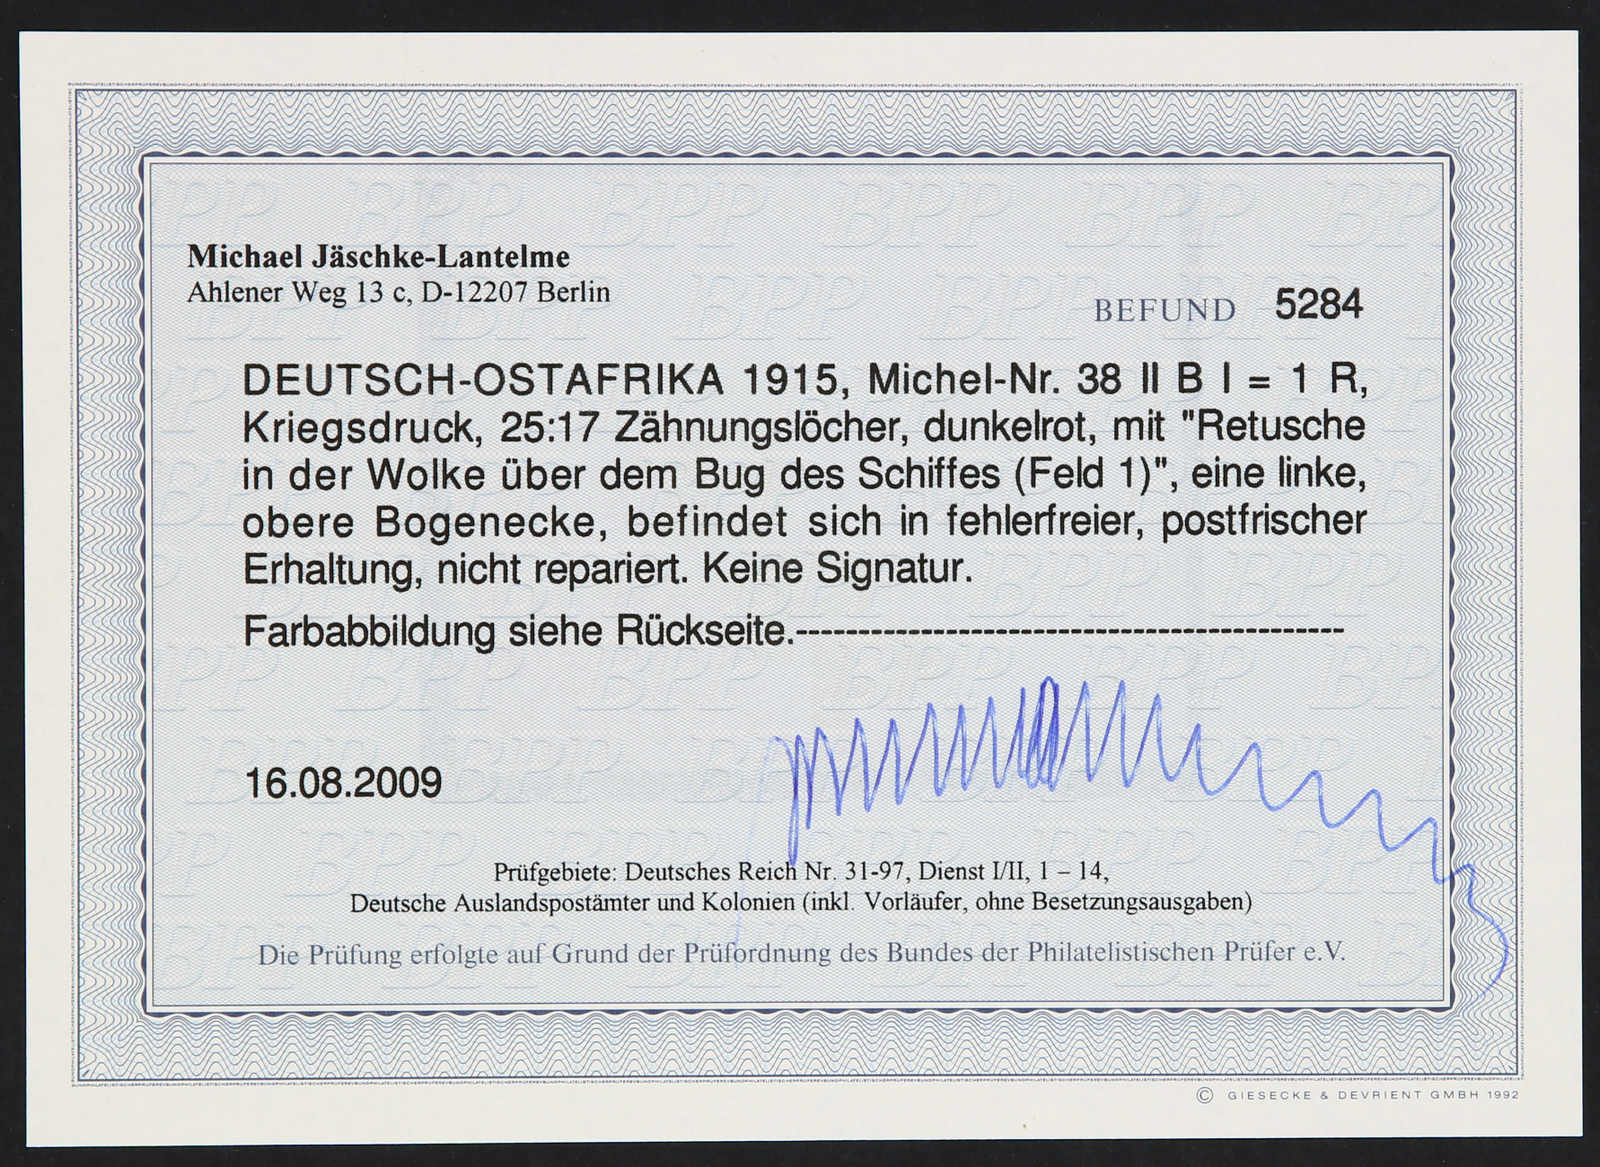 Michael Jäschke-Lantelme
Ahlener Weg 13 c, D-12207 Berlin
BEFUND 5284
DEUTSCH-OSTAFRIKA 1915, Michel-Nr. 38 II B I = 1 R,
Kriegsdruck, 25:17 Zähnungslöcher, dunkelrot, mit "Retusche
in der Wolke über dem Bug des Schiffes (Feld 1)", eine linke,
obere Bogenecke, befindet sich in fehlerfreier, postfrischer
Erhaltung, nicht repariert. Keine Signatur.
Farbabbildung siehe Rückseite.--------------------------------------------
16.08.2009
Prüfgebiete: Deutsches Reich Nr. 31-97, Dienst I/II, 1 – 14,
Deutsche Auslandspostämter und Kolonien (inkl. Vorläufer, ohne Besetzungsausgaben)
Die Prüfung erfolgte auf Grund der Prüfordnung des Bundes der Philatelistischen Prüfer e.V.
© GIESECKE & DEVRIENT GMBH 1992